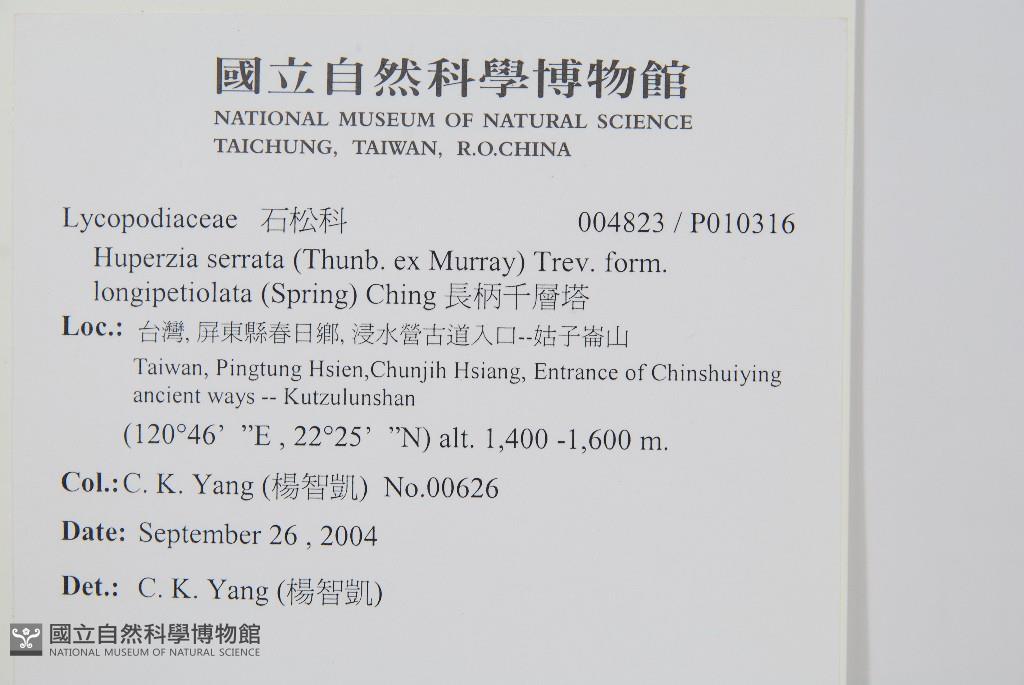 國立自然科學博物館
NATIONAL MUSEUM OF NATURAL SCIENCE
TAICHUNG, TAIWAN, R.O.CHINA
Lycopodiaceae 石松科 004823 / P010316
Huperzia serrata (Thunb. ex Murray) Trev. form.
longipetiolata (Spring) Ching 長柄千層塔
Loc.: 台灣, 屏東縣春日鄉, 浸水營古道入口--姑子崙山
Taiwan, Pingtung Hsien,Chunjih Hsiang, Entrance of Chinshuiying
ancient ways -- Kutzulunshan
(120°46’ ”E , 22°25’ ”N) alt. 1,400 -1,600 m.
Col.: C. K. Yang (楊智凱) No.00626
Date: September 26 , 2004
Det.: C. K. Yang (楊智凱)
國立自然科學博物館
NATIONAL MUSEUM OF NATURAL SCIENCE